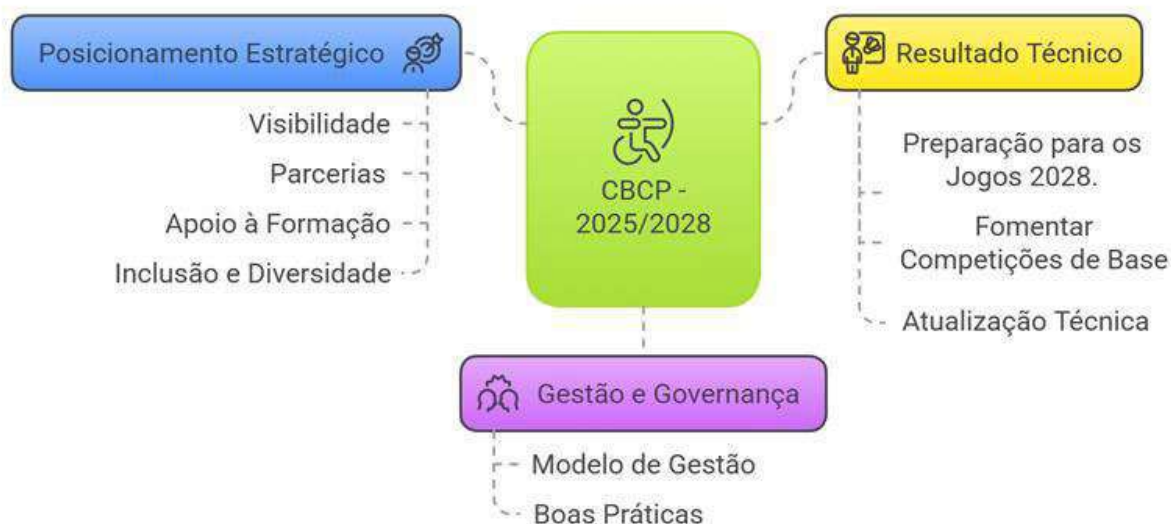 Posicionamento Estratégico
Visibilidade
Parcerias
Apoio à Formação
Inclusão e Diversidade
CBCP -
2025/2028
Resultado Técnico
Preparação para os
Jogos 2028.
Fomentar
Competições de Base
Atualização Técnica
Gestão e Governança
Modelo de Gestão
Boas Práticas